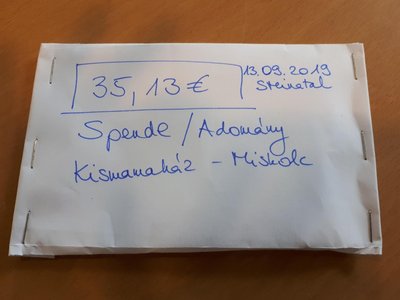 35,13 €
13.09.2019
Steinatal
Spende / Adomány
Kismamaház - Miskolc